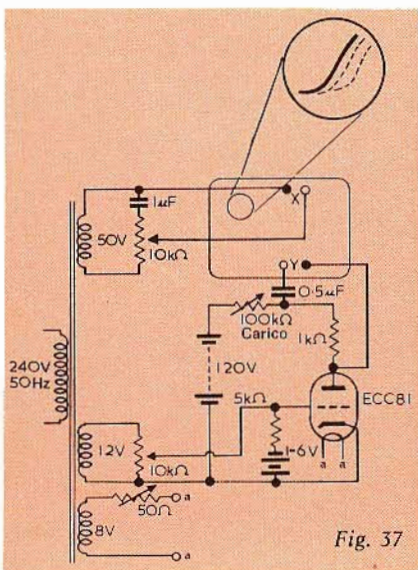 1μF
X
50V
10kΩ
Y
0·5μF
100kΩ
Carico
1kΩ
240V
50Hz
120V
5kΩ
ECC81
12V
10kΩ
1-6V
a a
50Ω
a
8V
a
Fig. 37